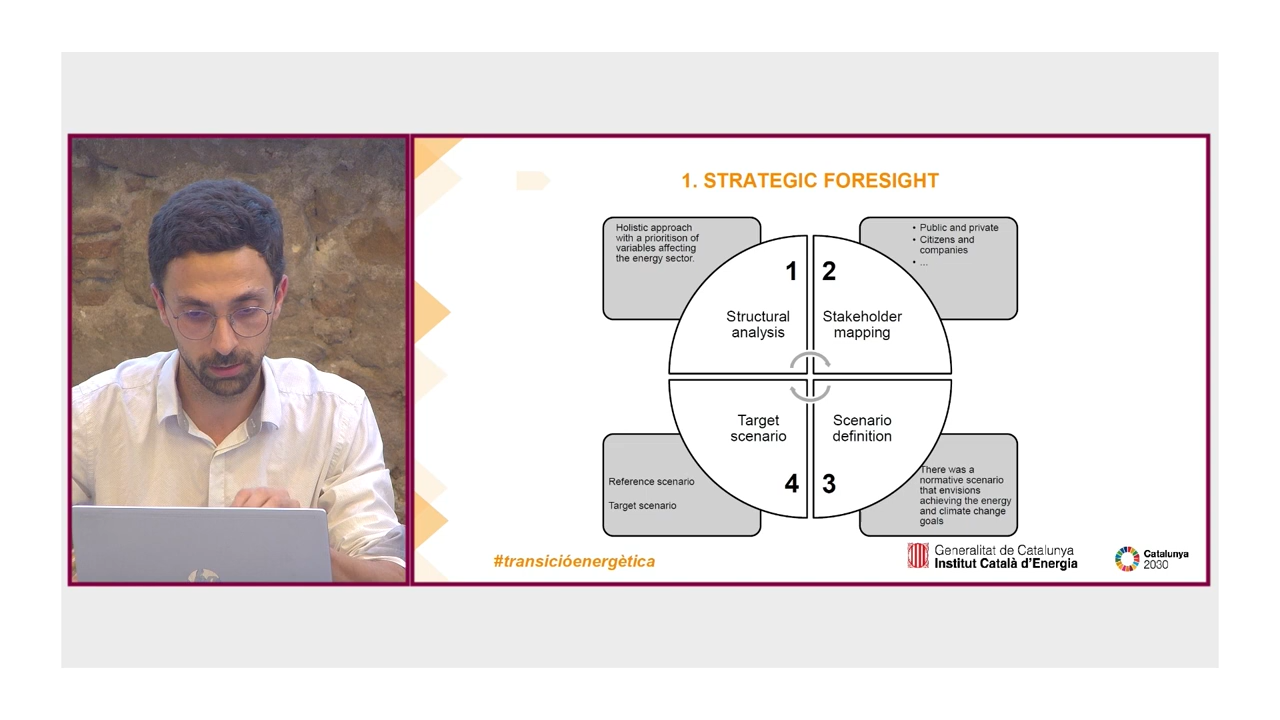 1. STRATEGIC FORESIGHT
Holistic approach
with a prioritison of
variables affecting
the energy sector.
• Public and private
• Citizens and
companies
• ...
1
2
Structural
analysis
Stakeholder
mapping
Target
scenario
Scenario
definition
4
3
Reference scenario
Target scenario
There was a
normative scenario
that envisions
achieving the energy
and climate change
goals
#transicióenergètica
Generalitat de Catalunya
Institut Català d'Energia
Catalunya
2030